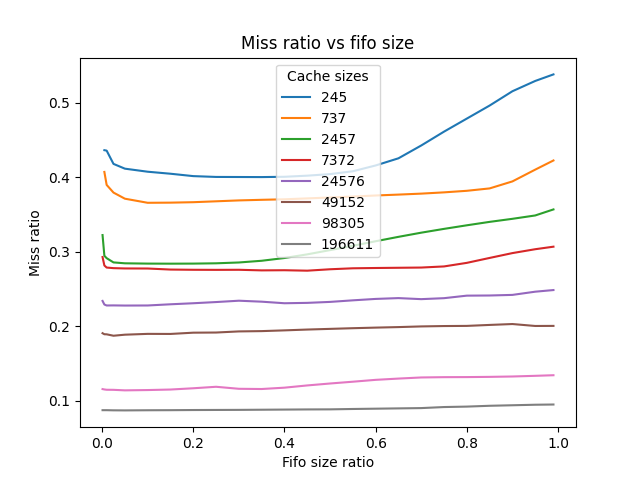 Miss ratio vs fifo size
Cache sizes
245
737
2457
7372
24576
49152
98305
196611
0.5
0.4
0.3
0.2
0.1
Miss ratio
0.0 0.2 0.4 0.6 0.8 1.0
Fifo size ratio